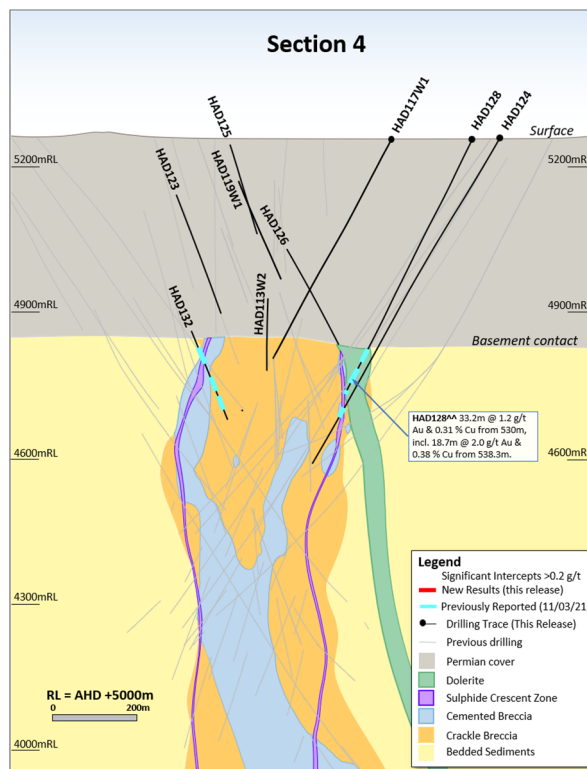 Section 4
HAD117W1
HAD128
HAD124
HAD125
Surface
HAD119W1
HAD123
HAD126
5200mRL
5200mRL
HAD113W2
HAD132
4900mRL
4900mRL
Basement contact
HAD128^^ 33.2m @ 1.2 g/t
Au & 0.31 % Cu from 530m,
incl. 18.7m @ 2.0 g/t Au &
0.38 % Cu from 538.3m.
4600mRL
4600mRL
Legend
Significant Intercepts >0.2 g/t
New Results (this release)
Previously Reported (11/03/21
Drilling Trace (This Release)
Previous drilling
Permian cover
Dolerite
Sulphide Crescent Zone
Cemented Breccia
Crackle Breccia
Bedded Sediments
4300mRL
RL = AHD +5000m
0 200m
4000mRL